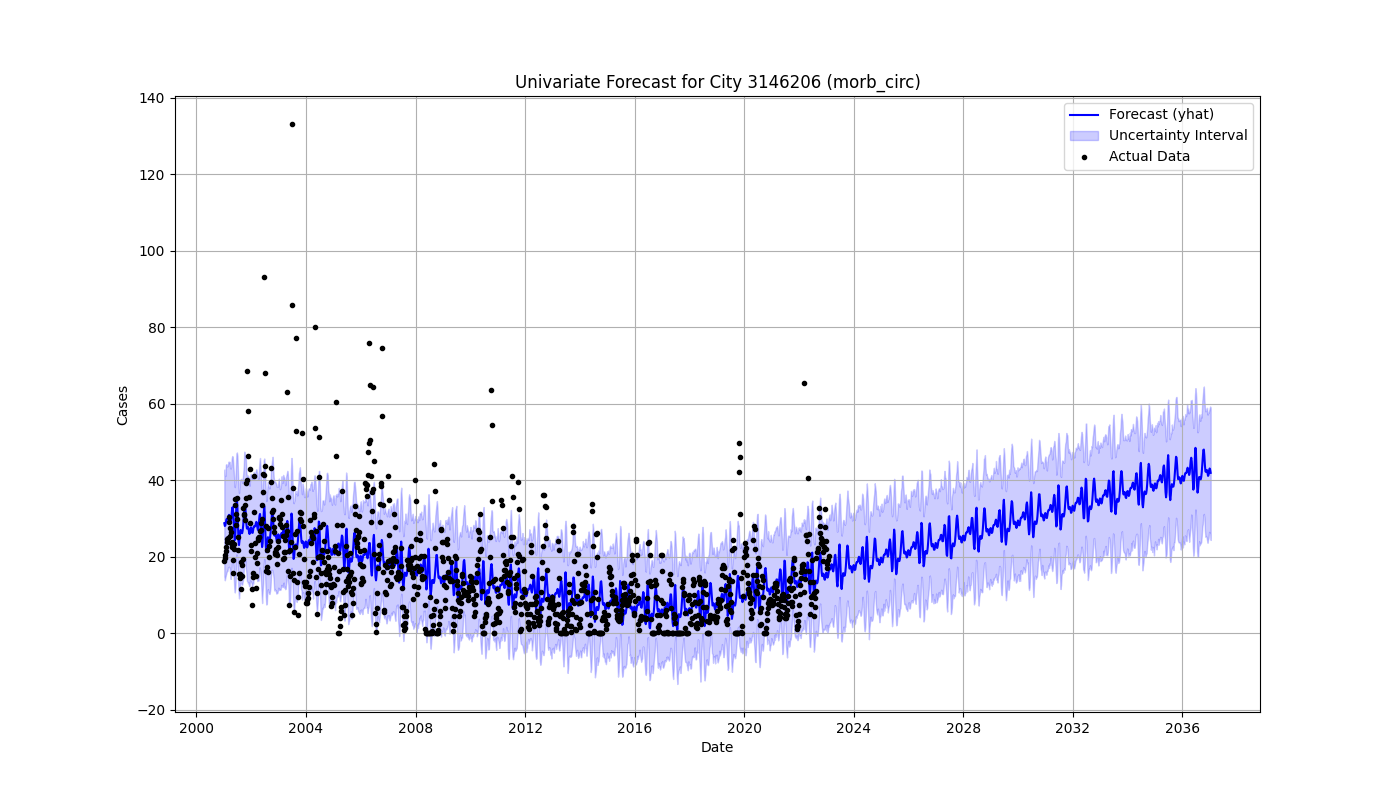 Univariate Forecast for City 3146206 (morb_circ)
140
120
100
80
60
40
20
0
−20
Cases
Forecast (yhat)
Uncertainty Interval
Actual Data
2000 2004 2008 2012 2016 2020 2024 2028 2032 2036
Date